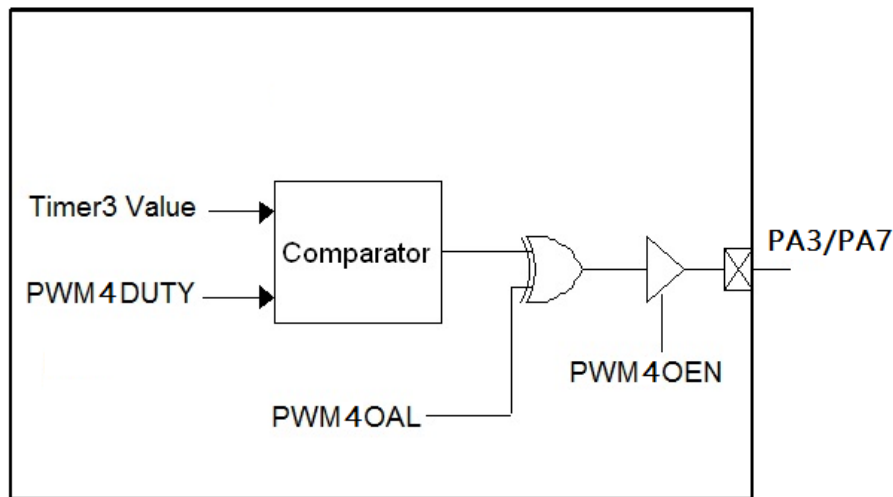 Timer3 Value
PWM4DUTY
Comparator
PA3/PA7
PWM4OEN
PWM4OAL